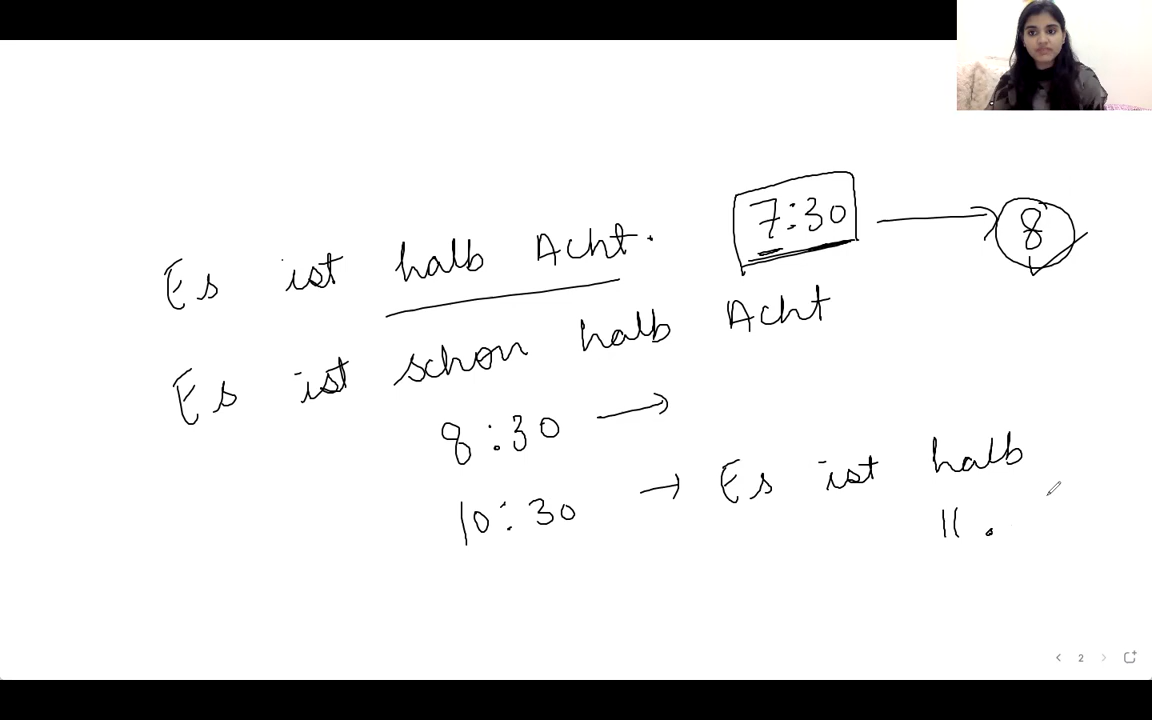 Es ist halb Acht. 7:30 → 8
Es ist schon halb Acht
8:30 →
10:30 → Es ist halb
11.
2